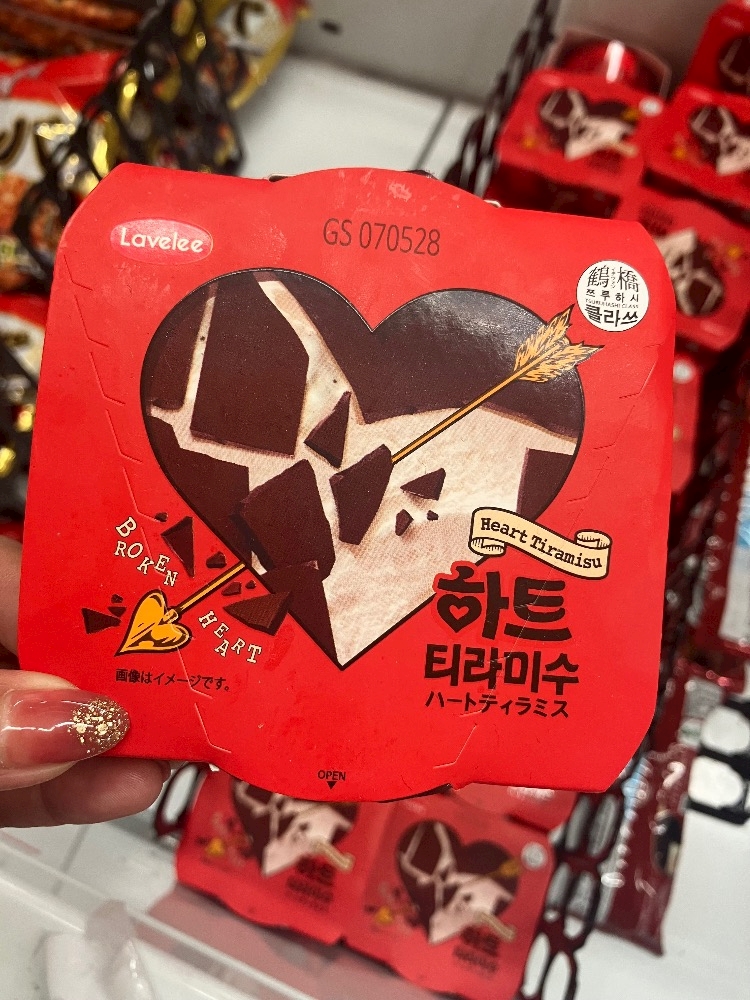 Lavelee
GS 070528
鶴橋
쯔루하시
TSURUHASHI CLASS
클라쓰
Heart Tiramisu
BROKEN
HEART
하트
티라미수
ハートティラミス
画像はイメージです。
OPEN